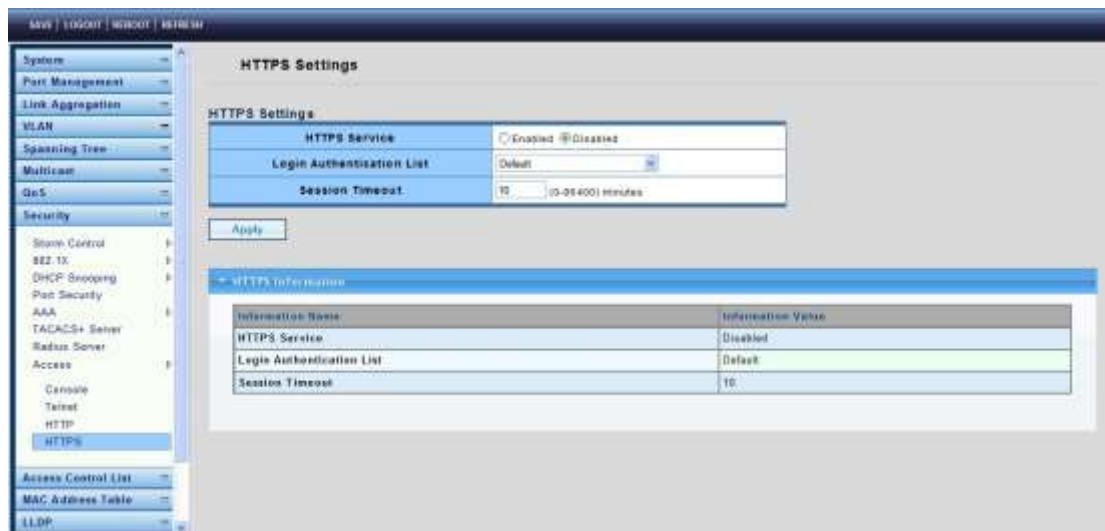 SAVE | LOGOUT | REBOOT | REFRESH
System
Port Management
Link Aggregation
VLAN
Spanning Tree
Multicast
QoS
Security
Storm Control
802.1X
DHCP Snooping
Port Security
AAA
TACACS+ Server
Radius Server
Access
Console
Telnet
HTTP
HTTPS
Access Control List
MAC Address Table
LLDP
HTTPS Settings
HTTPS Settings
HTTPS Service Enabled Disabled
Login Authentication List Default
Session Timeout 10 (0-86400) minutes
Apply
HTTPS Information
Information Name Information Value
HTTPS Service Disabled
Login Authentication List Default
Session Timeout 10